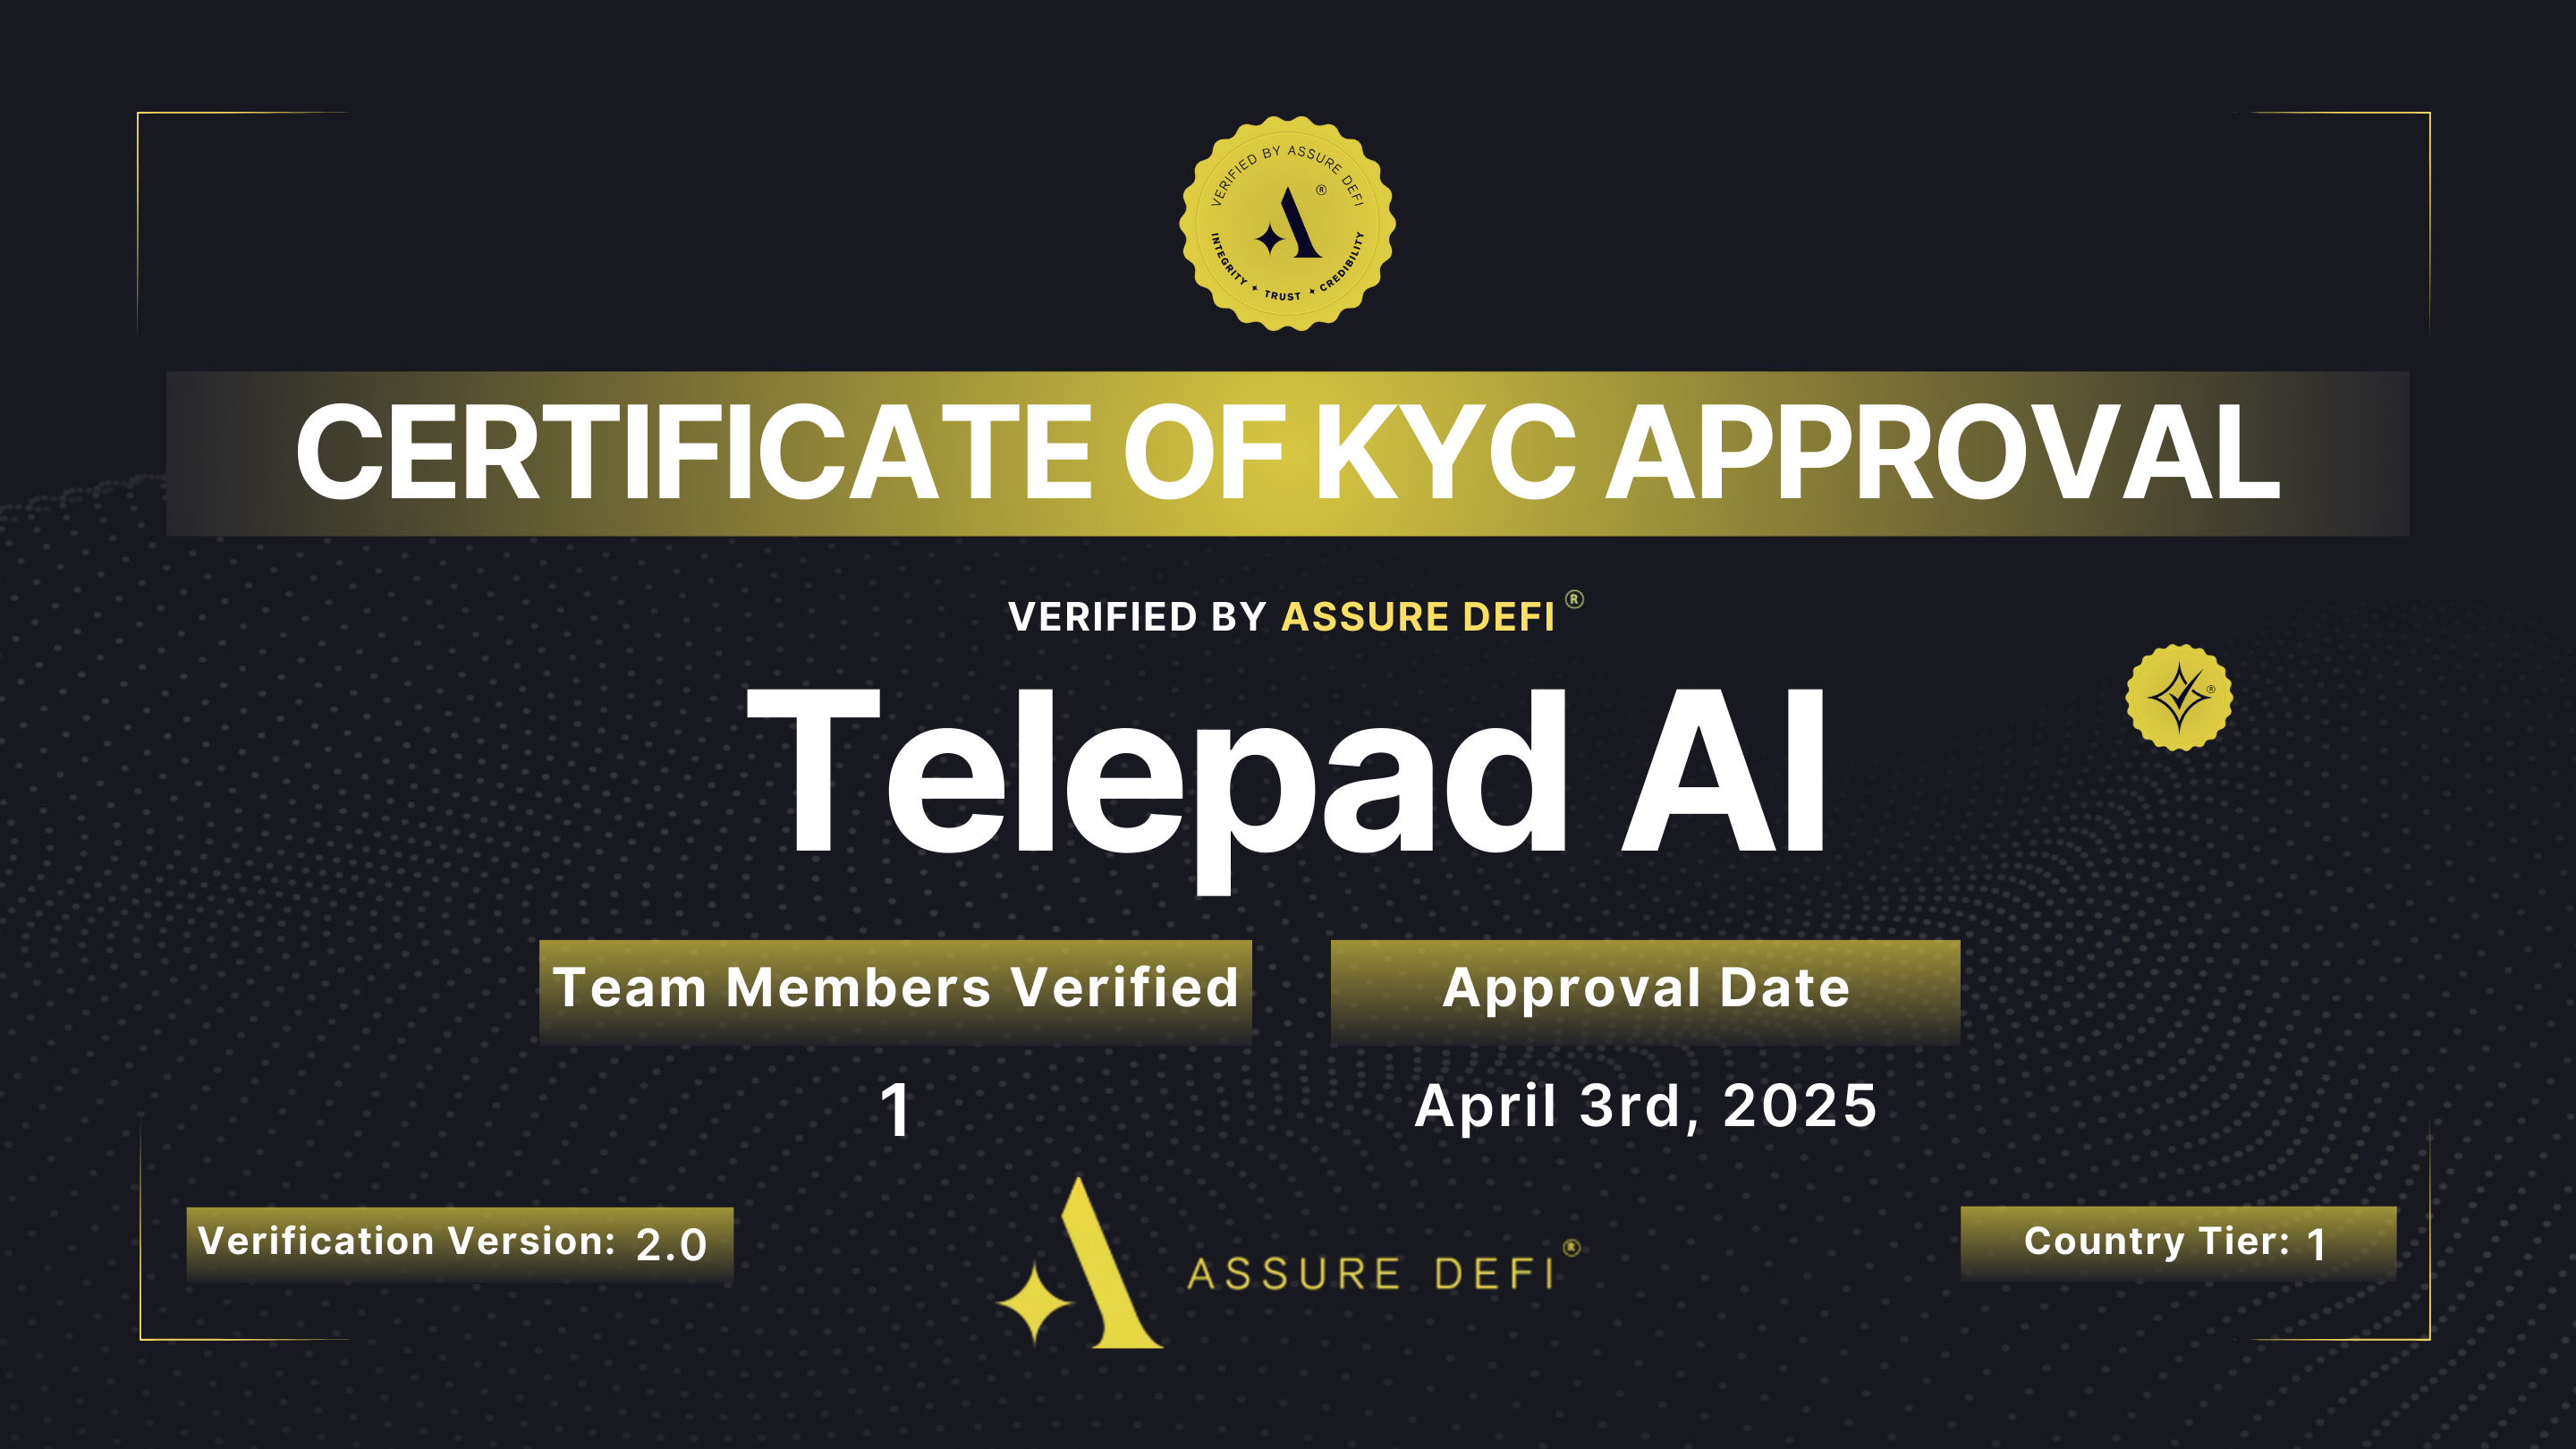 VERIFIED BY ASSURE DEFI
®
INTEGRITY ✦ TRUST ✦ CREDIBILITY
CERTIFICATE OF KYC APPROVAL
VERIFIED BY ASSURE DEFI ®
Telepad AI
®
Team Members Verified
Approval Date
1
April 3rd, 2025
Verification Version: 2.0
ASSURE DEFI ®
Country Tier: 1